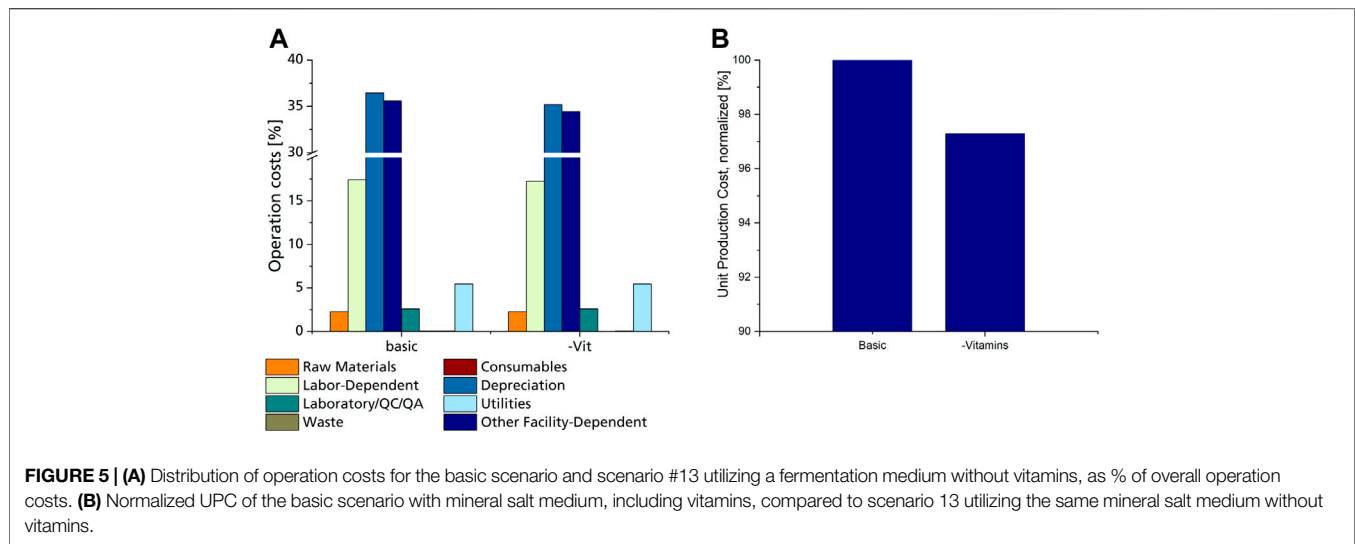 A
40
35
30
15
10
5
0
Operation costs [%]
basic
-Vit
Raw Materials
Labor-Dependent
Laboratory/QC/QA
Waste
Consumables
Depreciation
Utilities
Other Facility-Dependent
B
100
98
96
94
92
90
Unit Production Cost, normalized [%]
Basic
-Vitamins
FIGURE 5 | (A) Distribution of operation costs for the basic scenario and scenario #13 utilizing a fermentation medium without vitamins, as % of overall operation
costs. (B) Normalized UPC of the basic scenario with mineral salt medium, including vitamins, compared to scenario 13 utilizing the same mineral salt medium without
vitamins.